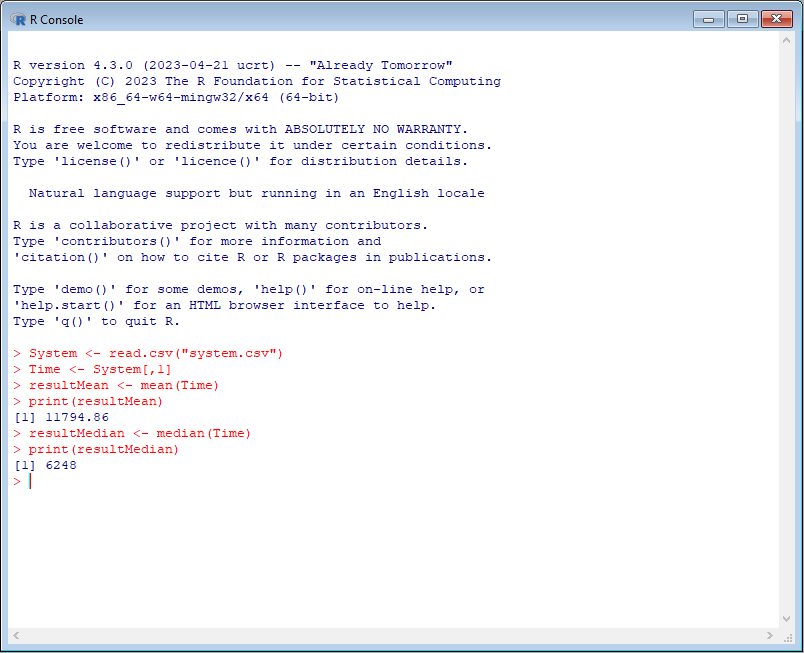 R Console
R version 4.3.0 (2023-04-21 ucrt) -- "Already Tomorrow"
Copyright (C) 2023 The R Foundation for Statistical Computing
Platform: x86_64-w64-mingw32/x64 (64-bit)
R is free software and comes with ABSOLUTELY NO WARRANTY.
You are welcome to redistribute it under certain conditions.
Type 'license()' or 'licence()' for distribution details.
Natural language support but running in an English locale
R is a collaborative project with many contributors.
Type 'contributors()' for more information and
'citation()' on how to cite R or R packages in publications.
Type 'demo()' for some demos, 'help()' for on-line help, or
'help.start()' for an HTML browser interface to help.
Type 'q()' to quit R.
> System <- read.csv("system.csv")
> Time <- System[,1]
> resultMean <- mean(Time)
> print(resultMean)
[1] 11794.86
> resultMedian <- median(Time)
> print(resultMedian)
[1] 6248
>